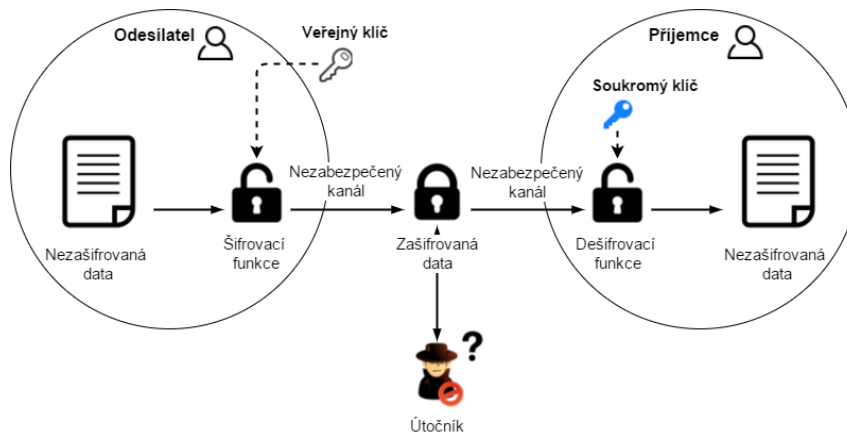 Odesílatel
Veřejný klíč
Příjemce
Soukromý klíč
Nezabezpečený
kanál
Nezabezpečený
kanál
Nezašifrovaná
data
Šifrovací
funkce
Zašifrovaná
data
Dešifrovací
funkce
Nezašifrovaná
data
?
Útočník